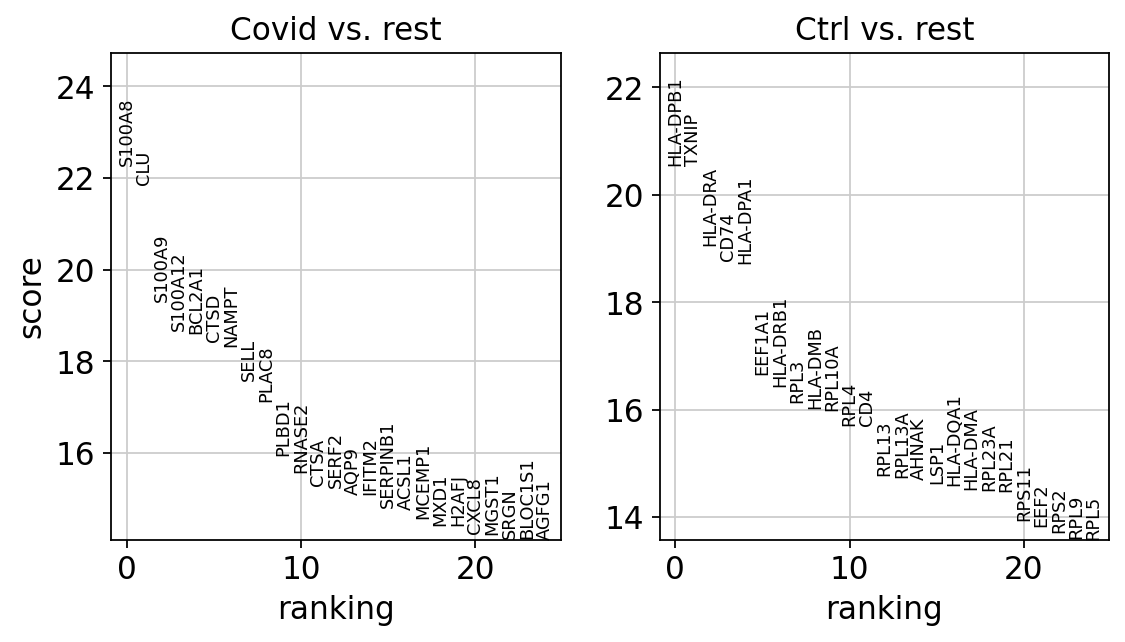 Covid vs. rest
24
22
20
18
16
score
0
10
20
ranking
S100A8
CLU
S100A9
S100A12
BCL2A1
CTSD
NAMPT
SELL
PLAC8
PLBD1
RNASE2
CTSA
SERF2
AQP9
IFITM2
SERPINB1
ACSL1
MCEMP1
MXD1
H2AFJ
CXCL8
MGST1
SRGN
BLOC1S1
AGFG1
Ctrl vs. rest
22
20
18
16
14
0
10
20
ranking
HLA-DPB1
TXNIP
HLA-DRA
CD74
HLA-DPA1
EEF1A1
HLA-DRB1
RPL3
HLA-DMB
RPL10A
RPL4
CD4
RPL13
RPL13A
AHNAK
LSP1
HLA-DQA1
HLA-DMA
RPL23A
RPL21
RPS11
EEF2
RPS2
RPL9
RPL5